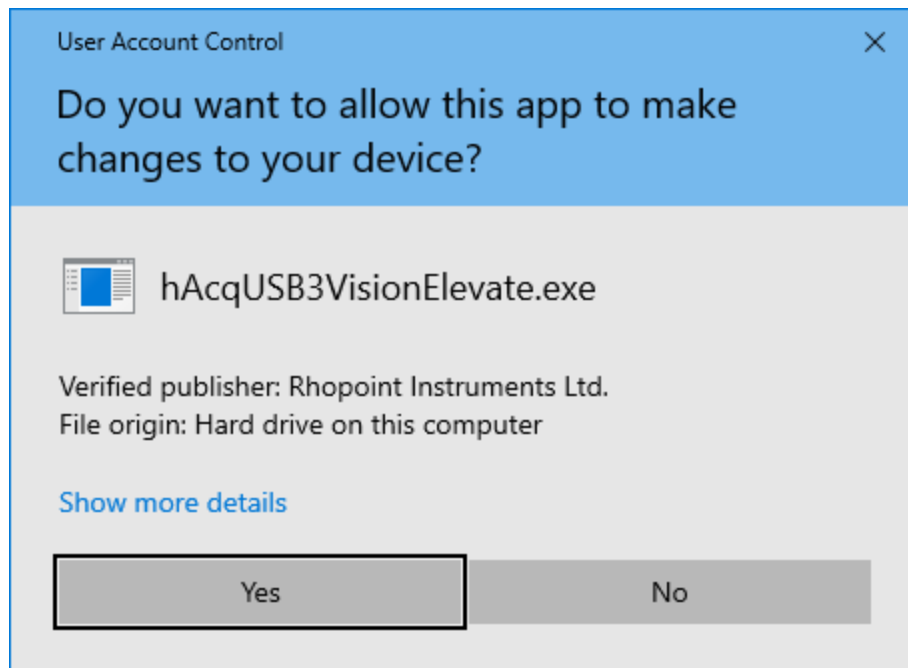 User Account Control
Do you want to allow this app to make
changes to your device?
hAcqUSB3VisionElevate.exe
Verified publisher: Rhopoint Instruments Ltd.
File origin: Hard drive on this computer
Show more details
Yes
No